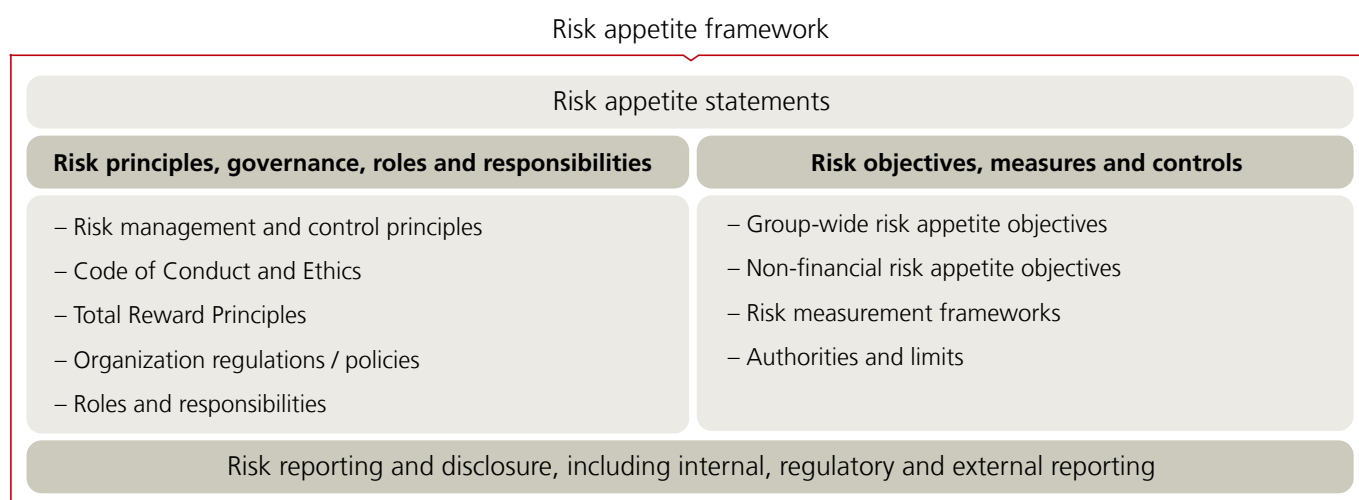 Risk appetite framework
Risk appetite statements
Risk principles, governance, roles and responsibilities
– Risk management and control principles
– Code of Conduct and Ethics
– Total Reward Principles
– Organization regulations / policies
– Roles and responsibilities
Risk objectives, measures and controls
– Group-wide risk appetite objectives
– Non-financial risk appetite objectives
– Risk measurement frameworks
– Authorities and limits
Risk reporting and disclosure, including internal, regulatory and external reporting